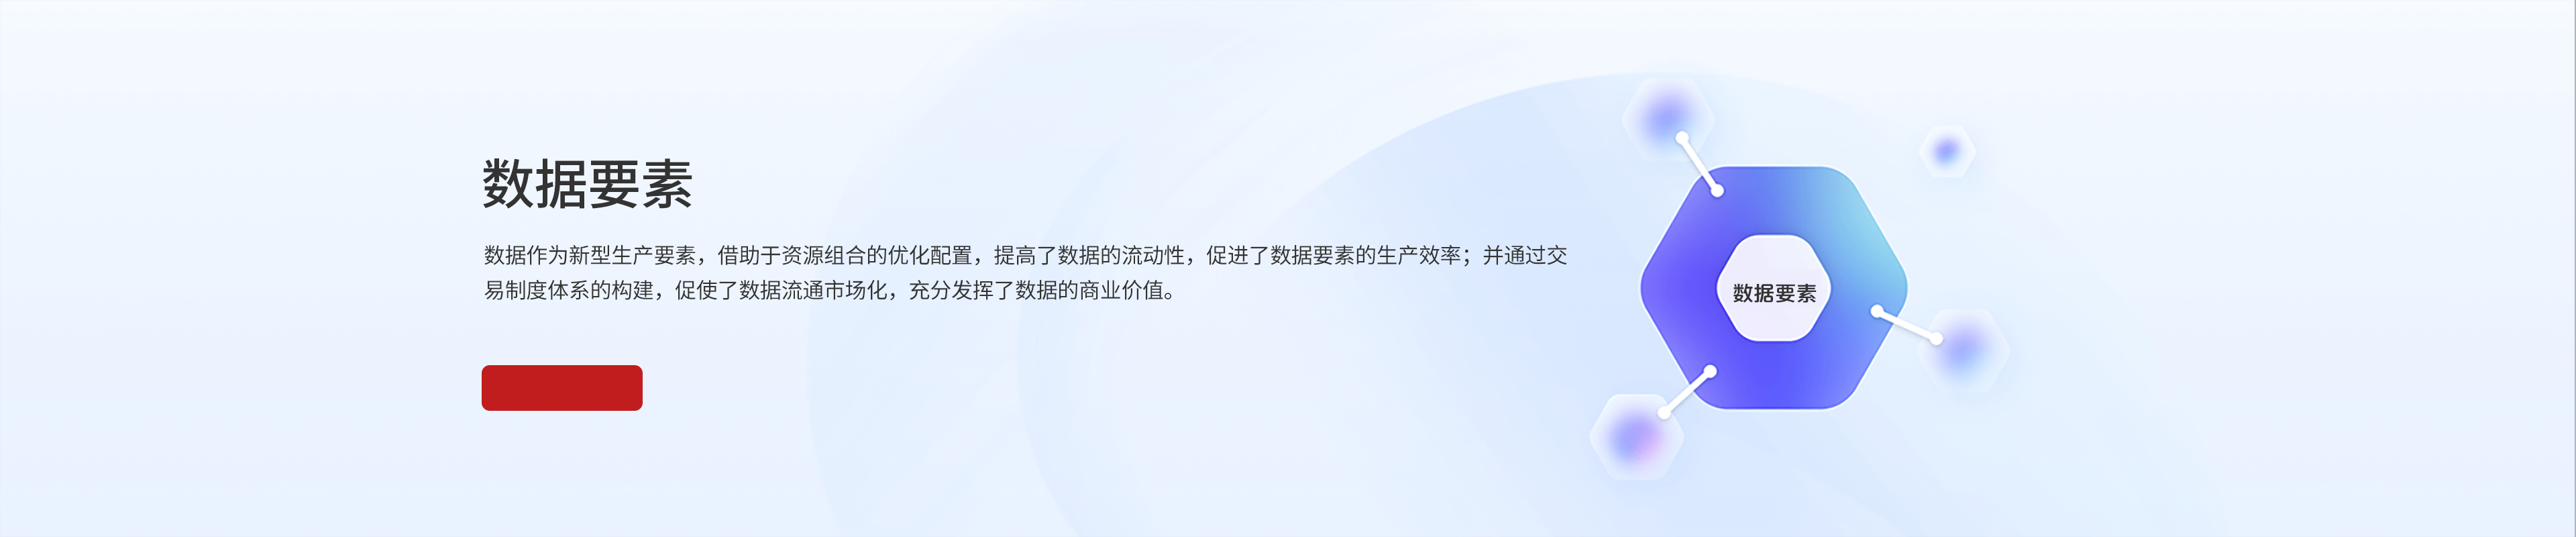 数据要素
数据作为新型生产要素，借助于资源组合的优化配置，提高了数据的流动性，促进了数据要素的生产效率；并通过交
易制度体系的构建，促使了数据流通市场化，充分发挥了数据的商业价值。
数据要素